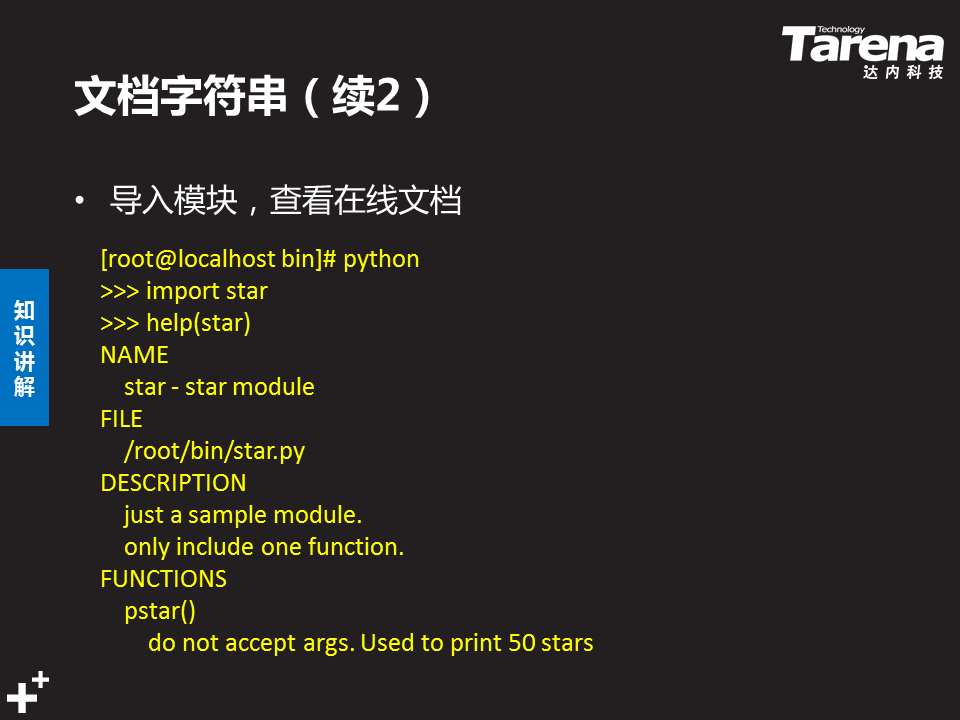 Technology
Tarena
达内科技
文档字符串（续2）
• 导入模块，查看在线文档
[root@localhost bin]# python
>>> import star
>>> help(star)
NAME
    star - star module
FILE
    /root/bin/star.py
DESCRIPTION
    just a sample module.
    only include one function.
FUNCTIONS
    pstar()
        do not accept args. Used to print 50 stars
知
识
讲
解